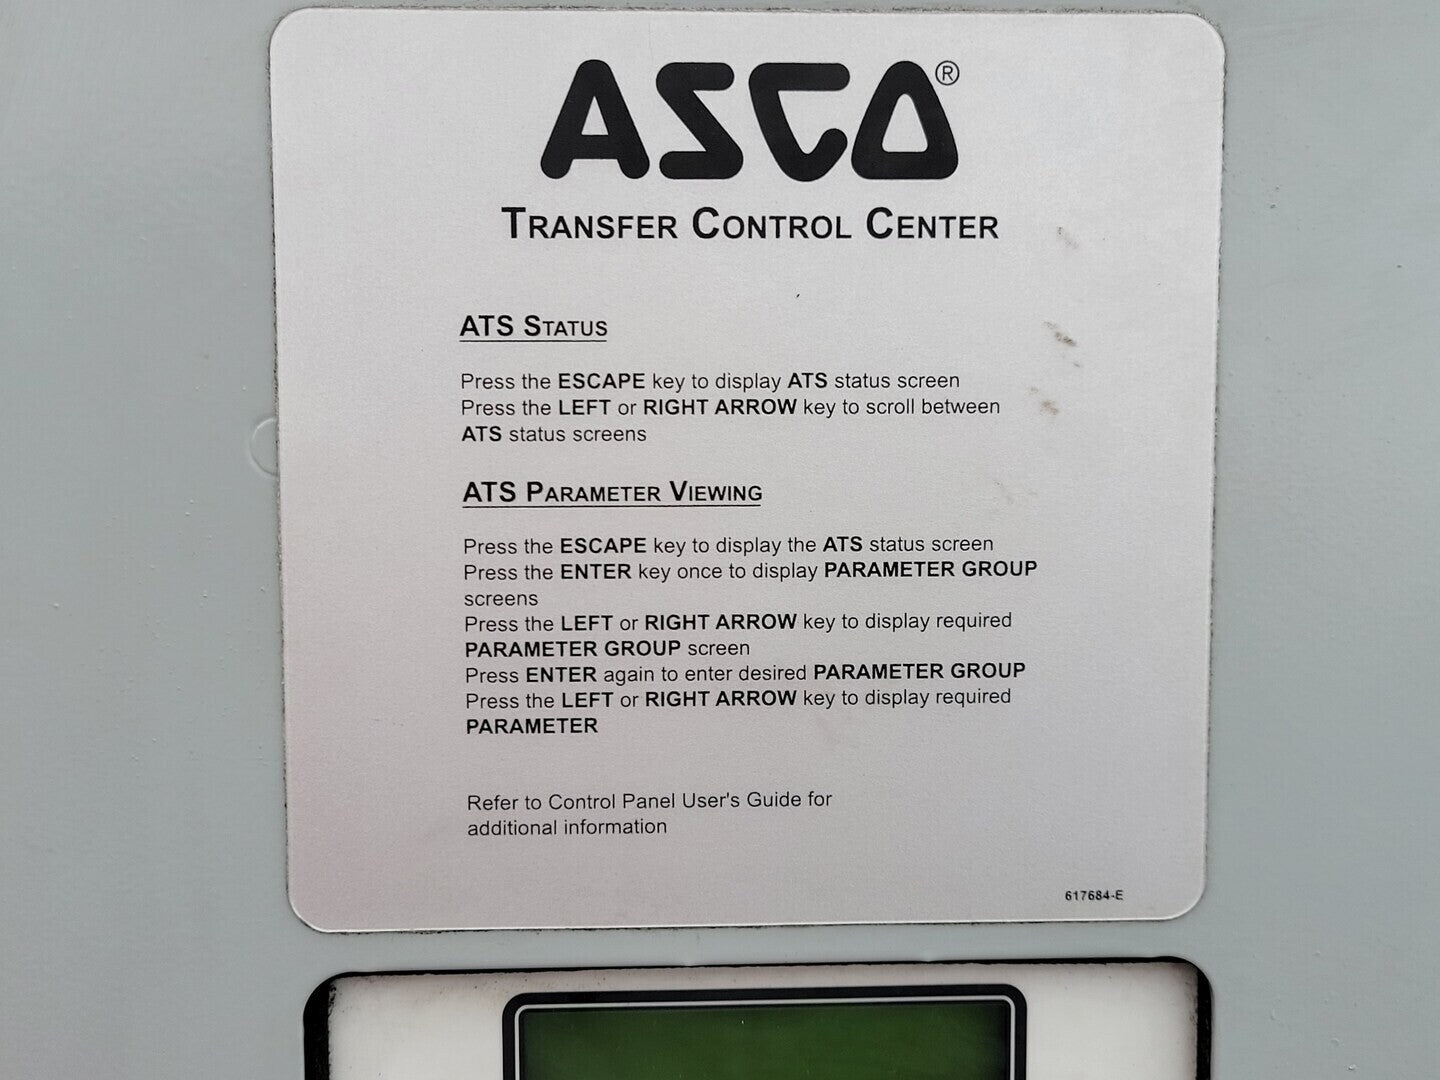 ASCO®
TRANSFER CONTROL CENTER
ATS STATUS
Press the ESCAPE key to display ATS status screen
Press the LEFT or RIGHT ARROW key to scroll between
ATS status screens
ATS PARAMETER VIEWING
Press the ESCAPE key to display the ATS status screen
Press the ENTER key once to display PARAMETER GROUP
screens
Press the LEFT or RIGHT ARROW key to display required
PARAMETER GROUP screen
Press ENTER again to enter desired PARAMETER GROUP
Press the LEFT or RIGHT ARROW key to display required
PARAMETER
Refer to Control Panel User's Guide for
additional information
617684-E